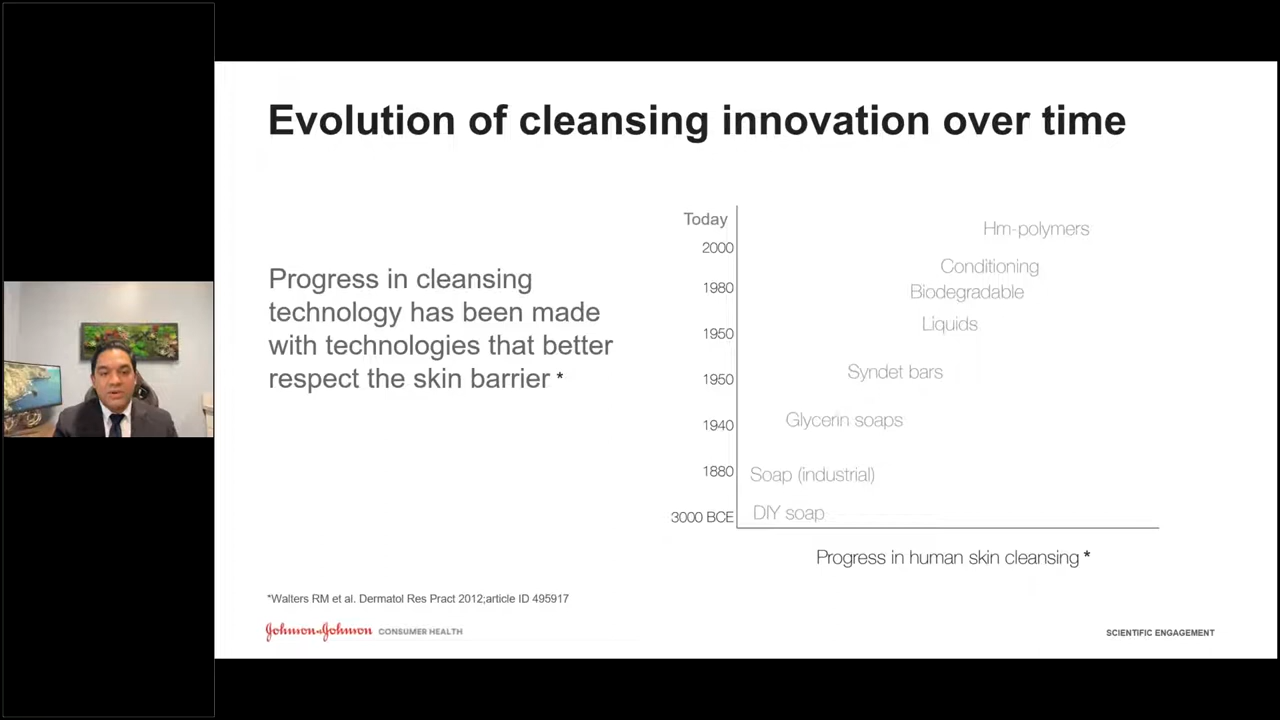 Evolution of cleansing innovation over time
Progress in cleansing
technology has been made
with technologies that better
respect the skin barrier *
Today
2000
1980
1950
1950
1940
1880
3000 BCE
Hm-polymers
Conditioning
Biodegradable
Liquids
Syndet bars
Glycerin soaps
Soap (industrial)
DIY soap
Progress in human skin cleansing *
*Walters RM et al. Dermatol Res Pract 2012;article ID 495917
Johnson & Johnson CONSUMER HEALTH
SCIENTIFIC ENGAGEMENT